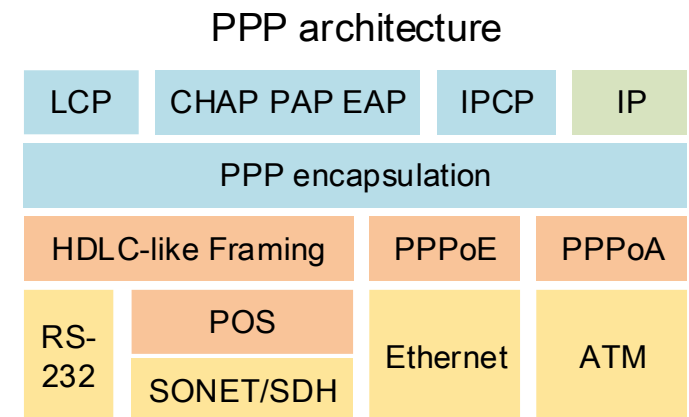 PPP architecture
LCP
CHAP PAP EAP
IPCP
IP
PPP encapsulation
HDLC-like Framing
PPPoE
PPPoA
RS-
232
POS
SONET/SDH
Ethernet
ATM